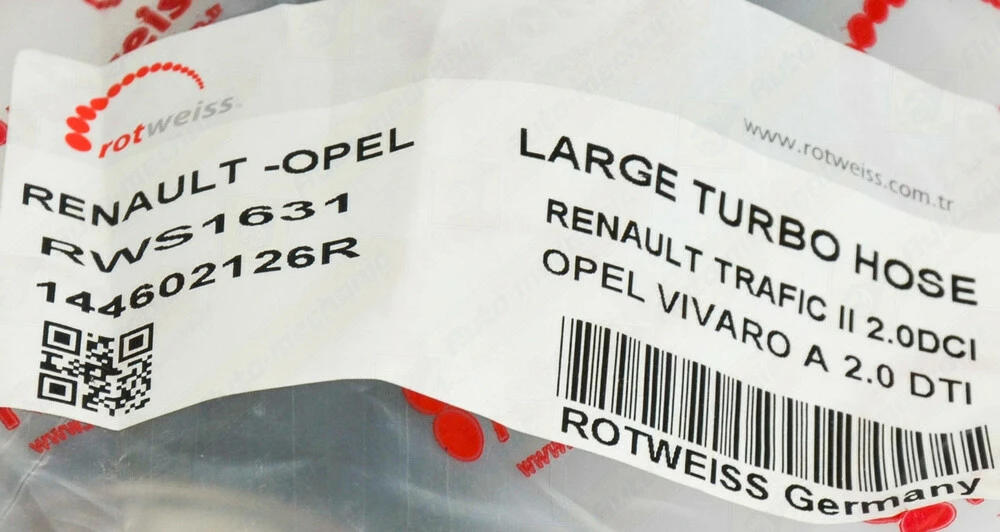 rotweiss
RENAULT -OPEL
RWS1631
144602126R
www.rotweiss.com.tr
LARGE TURBO HOSE
RENAULT TRAFIC II 2.0DCI
OPEL VIVARO A 2.0 DTI
ROTWEISS Germany